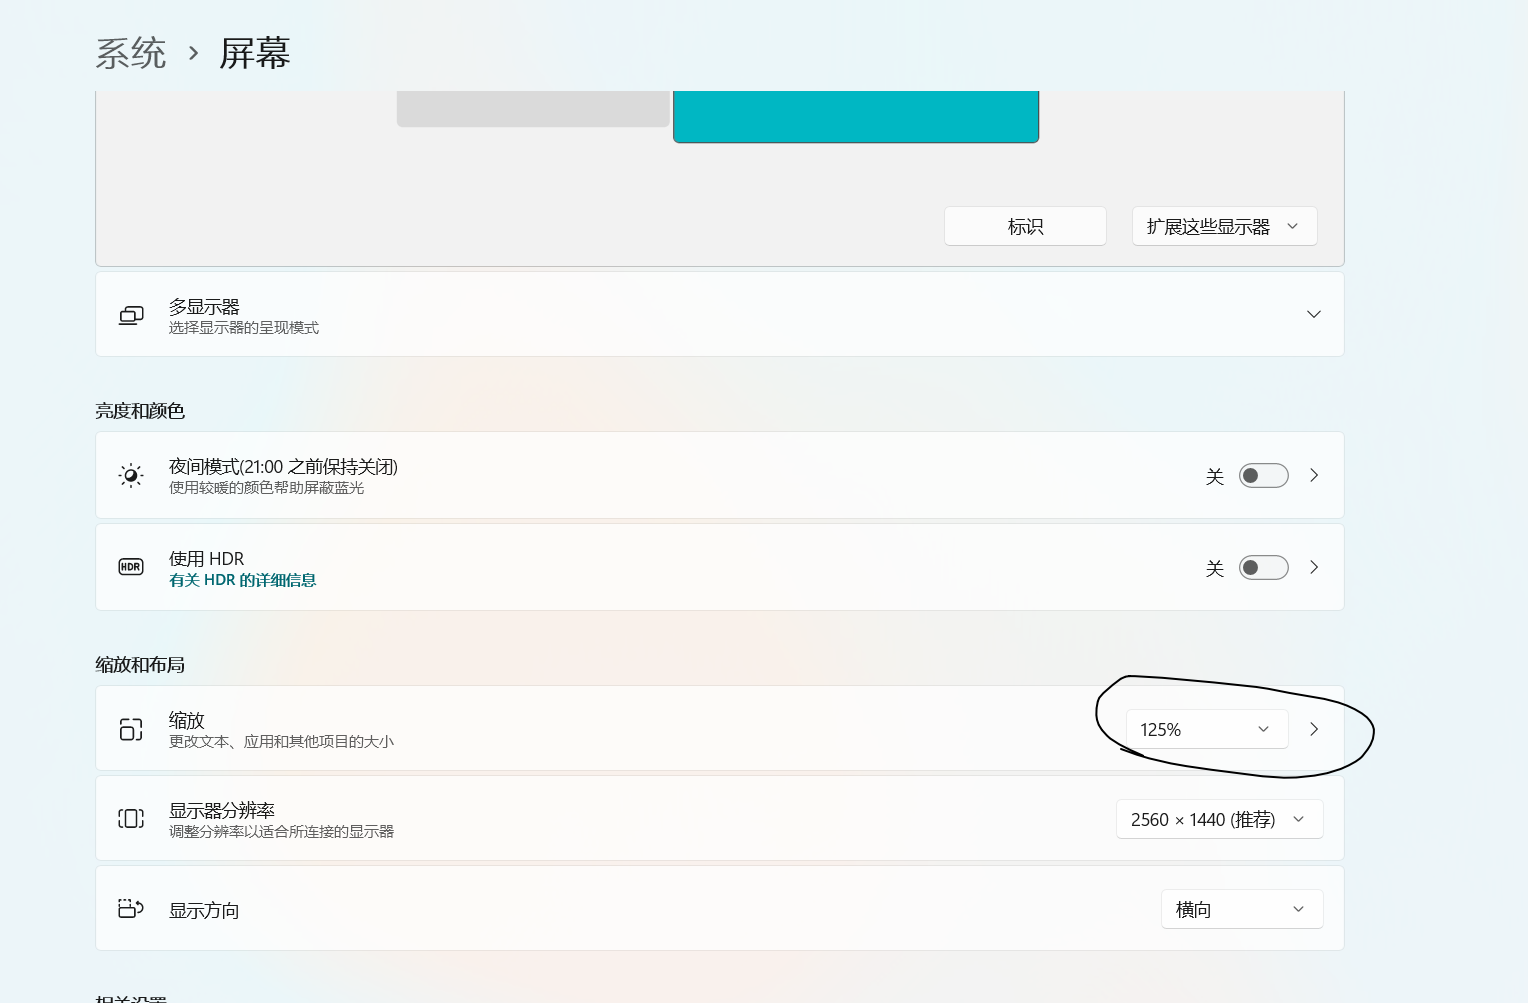 系统 › 屏幕
标识
扩展这些显示器
多显示器
选择显示器的呈现模式
亮度和颜色
夜间模式(21:00 之前保持关闭)
使用较暖的颜色帮助屏蔽蓝光
关
HDR
使用 HDR
有关 HDR 的详细信息
关
缩放和布局
缩放
更改文本、应用和其他项目的大小
125%
显示器分辨率
调整分辨率以适合所连接的显示器
2560 × 1440 (推荐)
显示方向
横向
相关设置